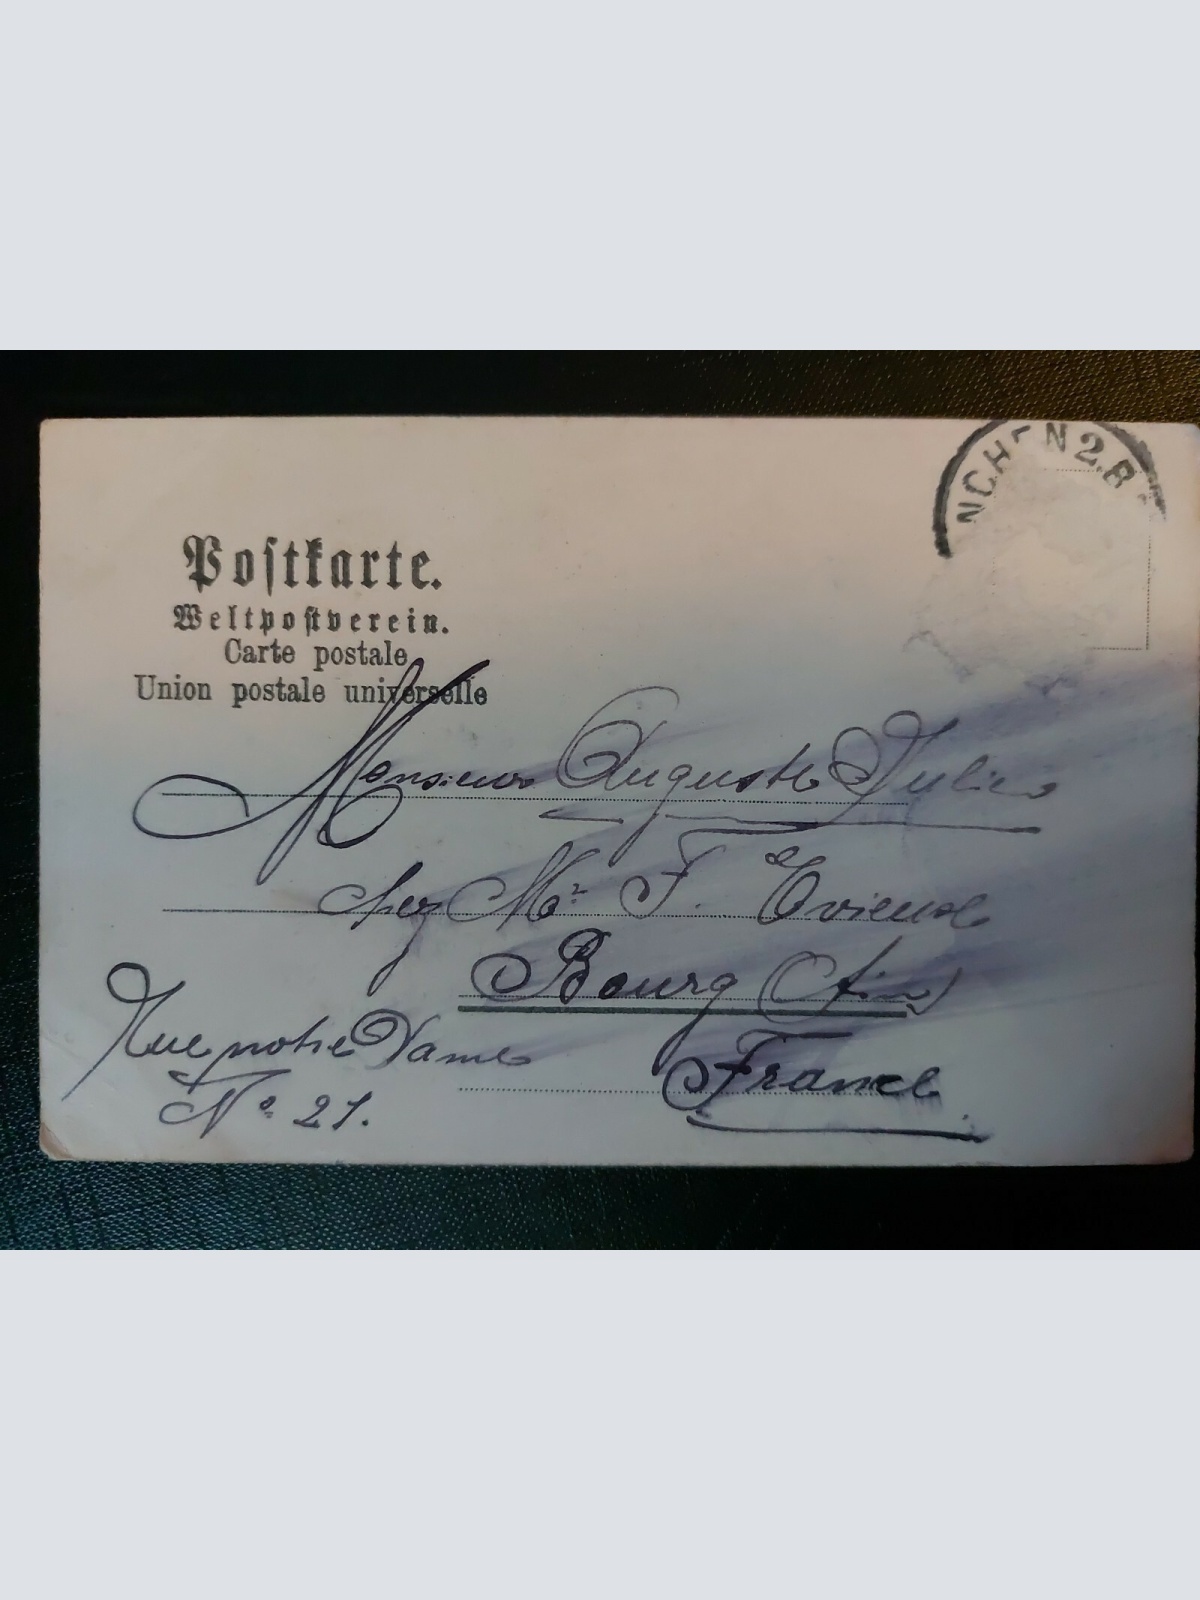 NCHEN 2. B
Postkarte.
Weltpostverein.
Carte postale
Union postale universelle
Monsieur Auguste Julien
chez Mr F.
Bourg (Ain)
Rue notre Dame
France
No 21.